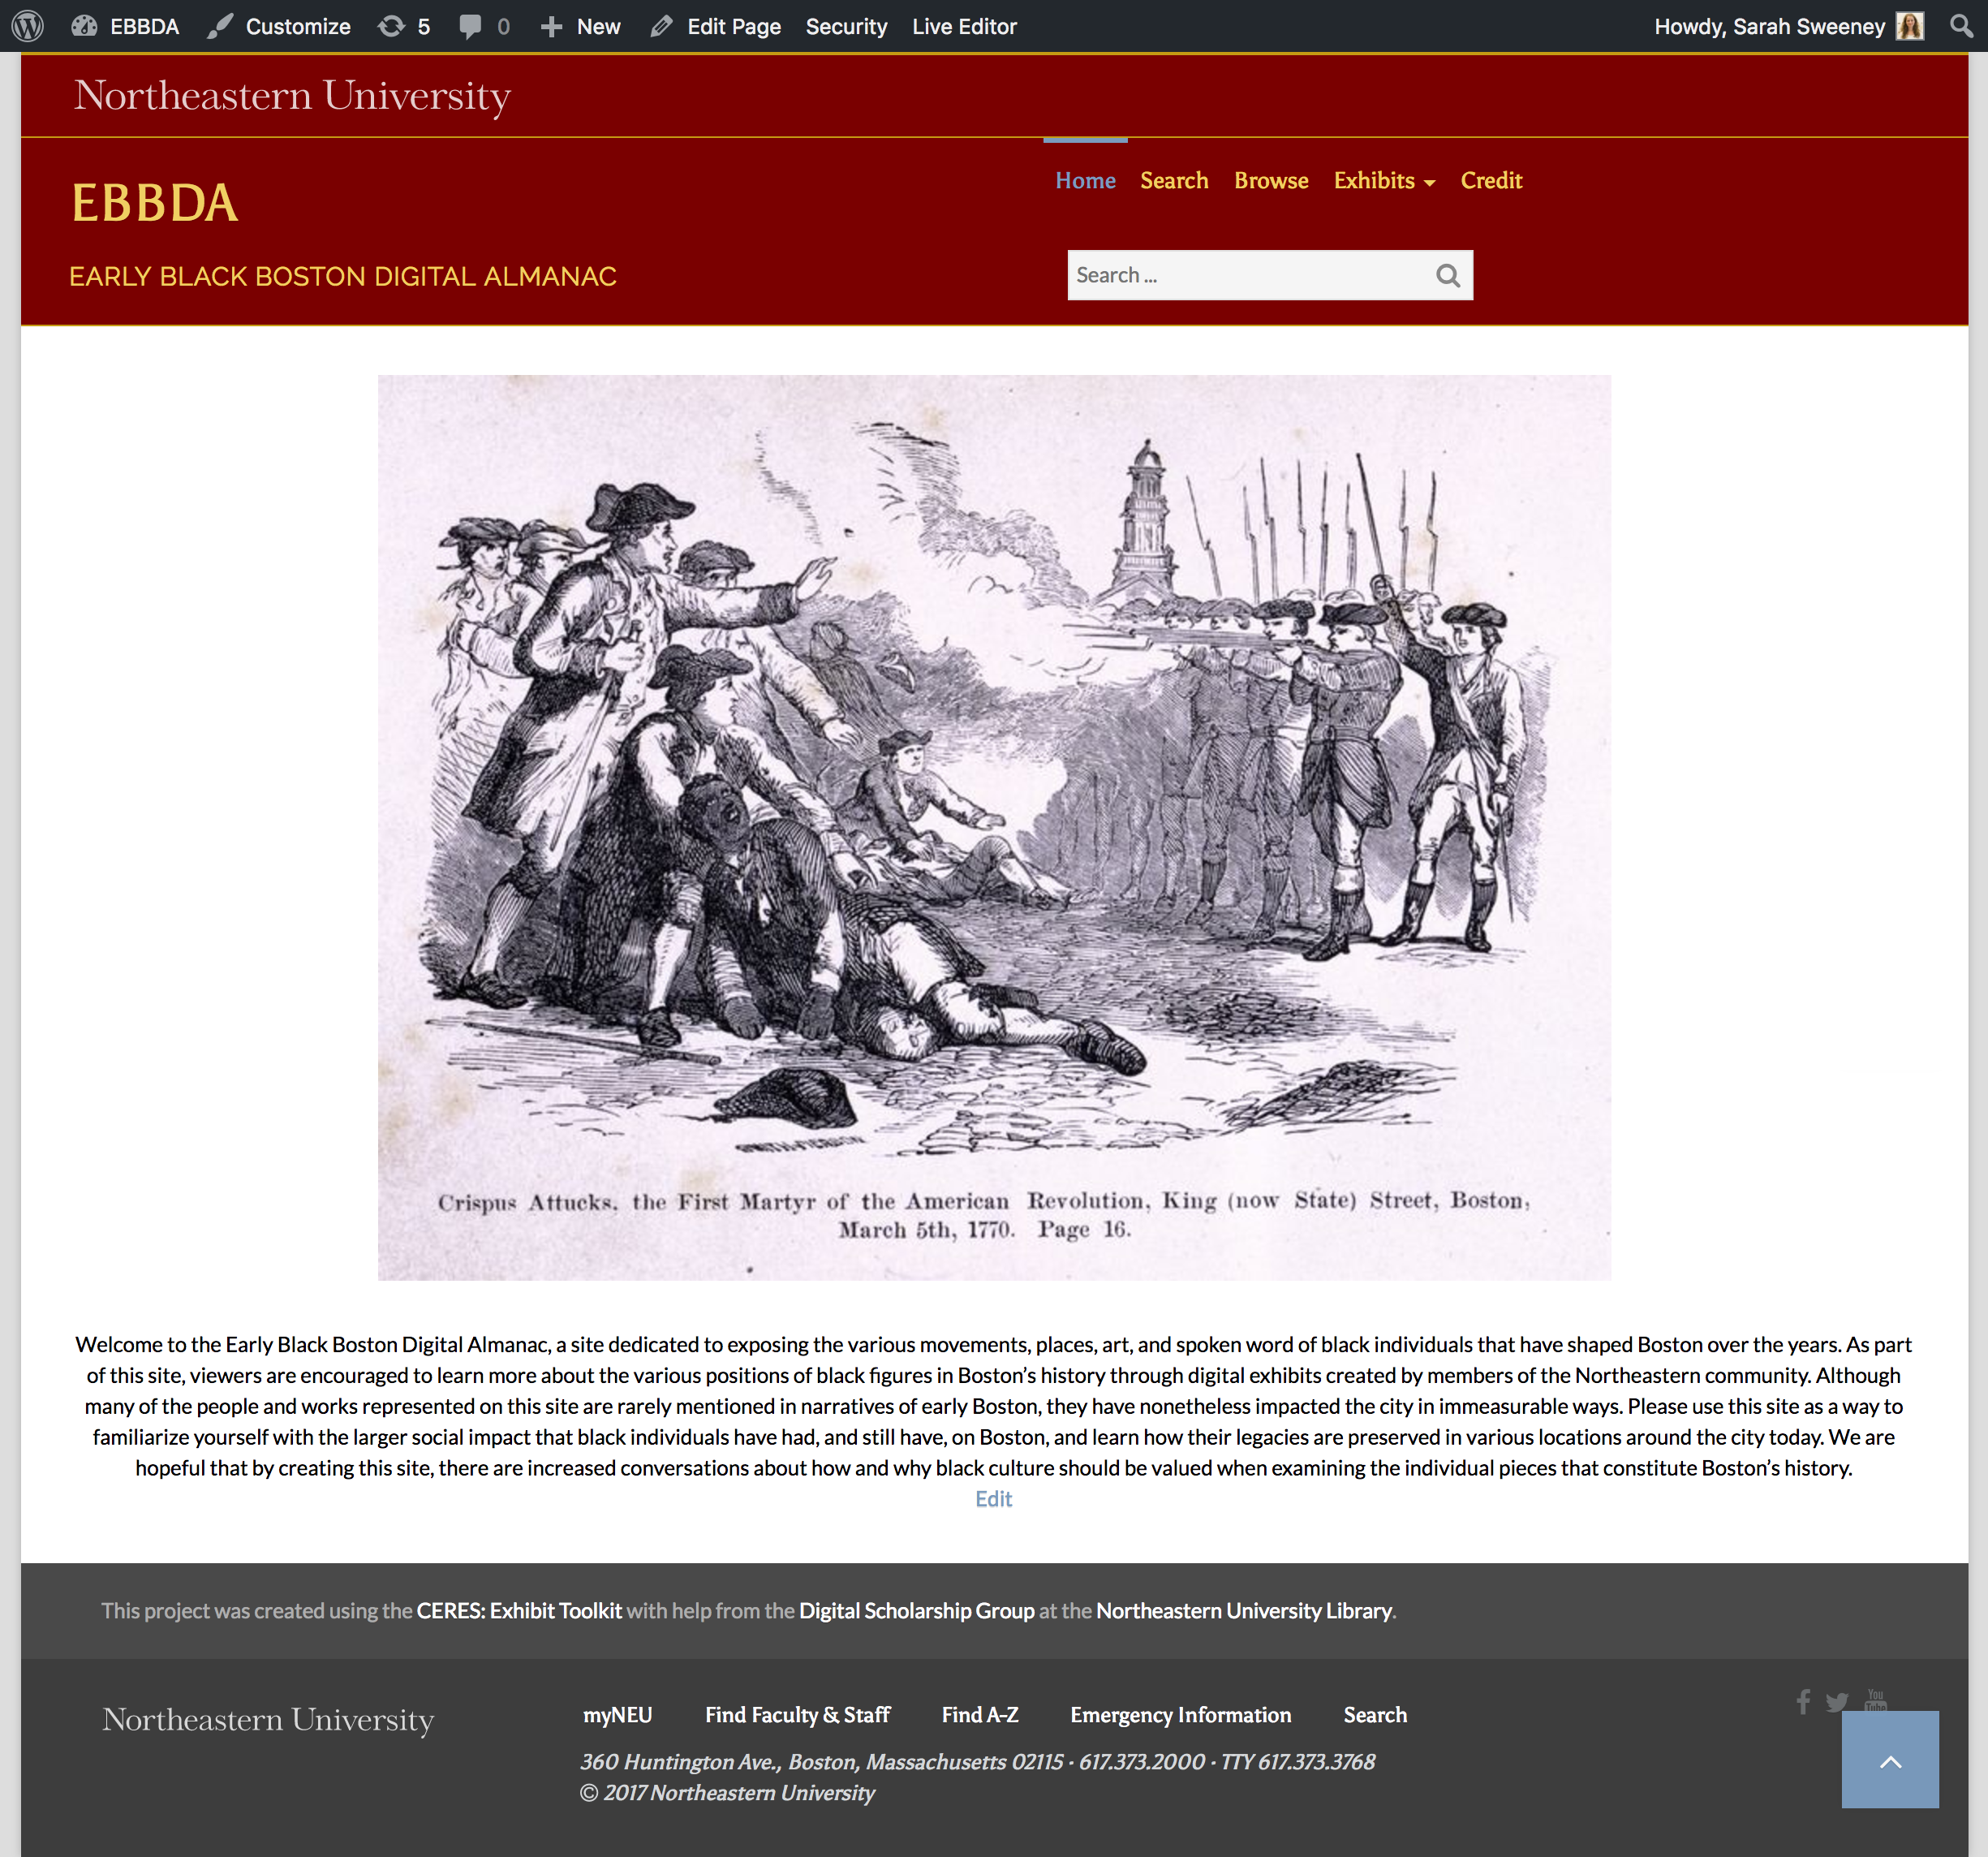 EBBDA Customize 5 0 New Edit Page Security Live Editor Howdy, Sarah Sweeney
Northeastern University
Home Search Browse Exhibits Credit
EBBDA
EARLY BLACK BOSTON DIGITAL ALMANAC
Search ...
Crispus Attucks, the First Martyr of the American Revolution, King (now State) Street, Boston,
March 5th, 1770. Page 16.
Welcome to the Early Black Boston Digital Almanac, a site dedicated to exposing the various movements, places, art, and spoken word of black individuals that have shaped Boston over the years. As part
of this site, viewers are encouraged to learn more about the various positions of black figures in Boston’s history through digital exhibits created by members of the Northeastern community. Although
many of the people and works represented on this site are rarely mentioned in narratives of early Boston, they have nonetheless impacted the city in immeasurable ways. Please use this site as a way to
familiarize yourself with the larger social impact that black individuals have had, and still have, on Boston, and learn how their legacies are preserved in various locations around the city today. We are
hopeful that by creating this site, there are increased conversations about how and why black culture should be valued when examining the individual pieces that constitute Boston’s history.
Edit
This project was created using the CERES: Exhibit Toolkit with help from the Digital Scholarship Group at the Northeastern University Library.
Northeastern University
myNEU Find Faculty & Staff Find A-Z Emergency Information Search
You
Tube
360 Huntington Ave., Boston, Massachusetts 02115 · 617.373.2000 · TTY 617.373.3768
© 2017 Northeastern University